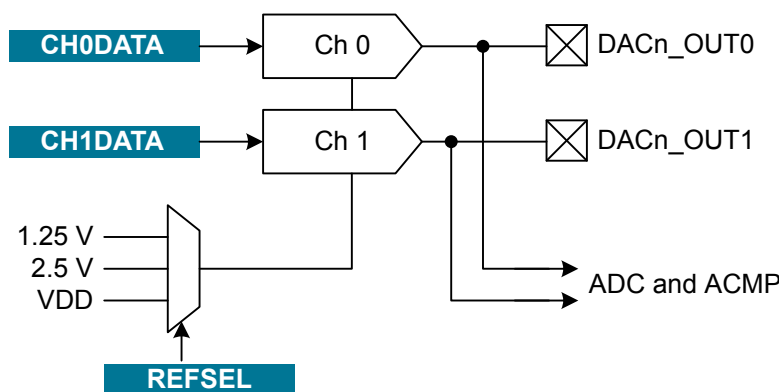 CH0DATA
Ch 0
DACn_OUT0
CH1DATA
Ch 1
DACn_OUT1
1.25 V
2.5 V
VDD
ADC and ACMP
REFSEL